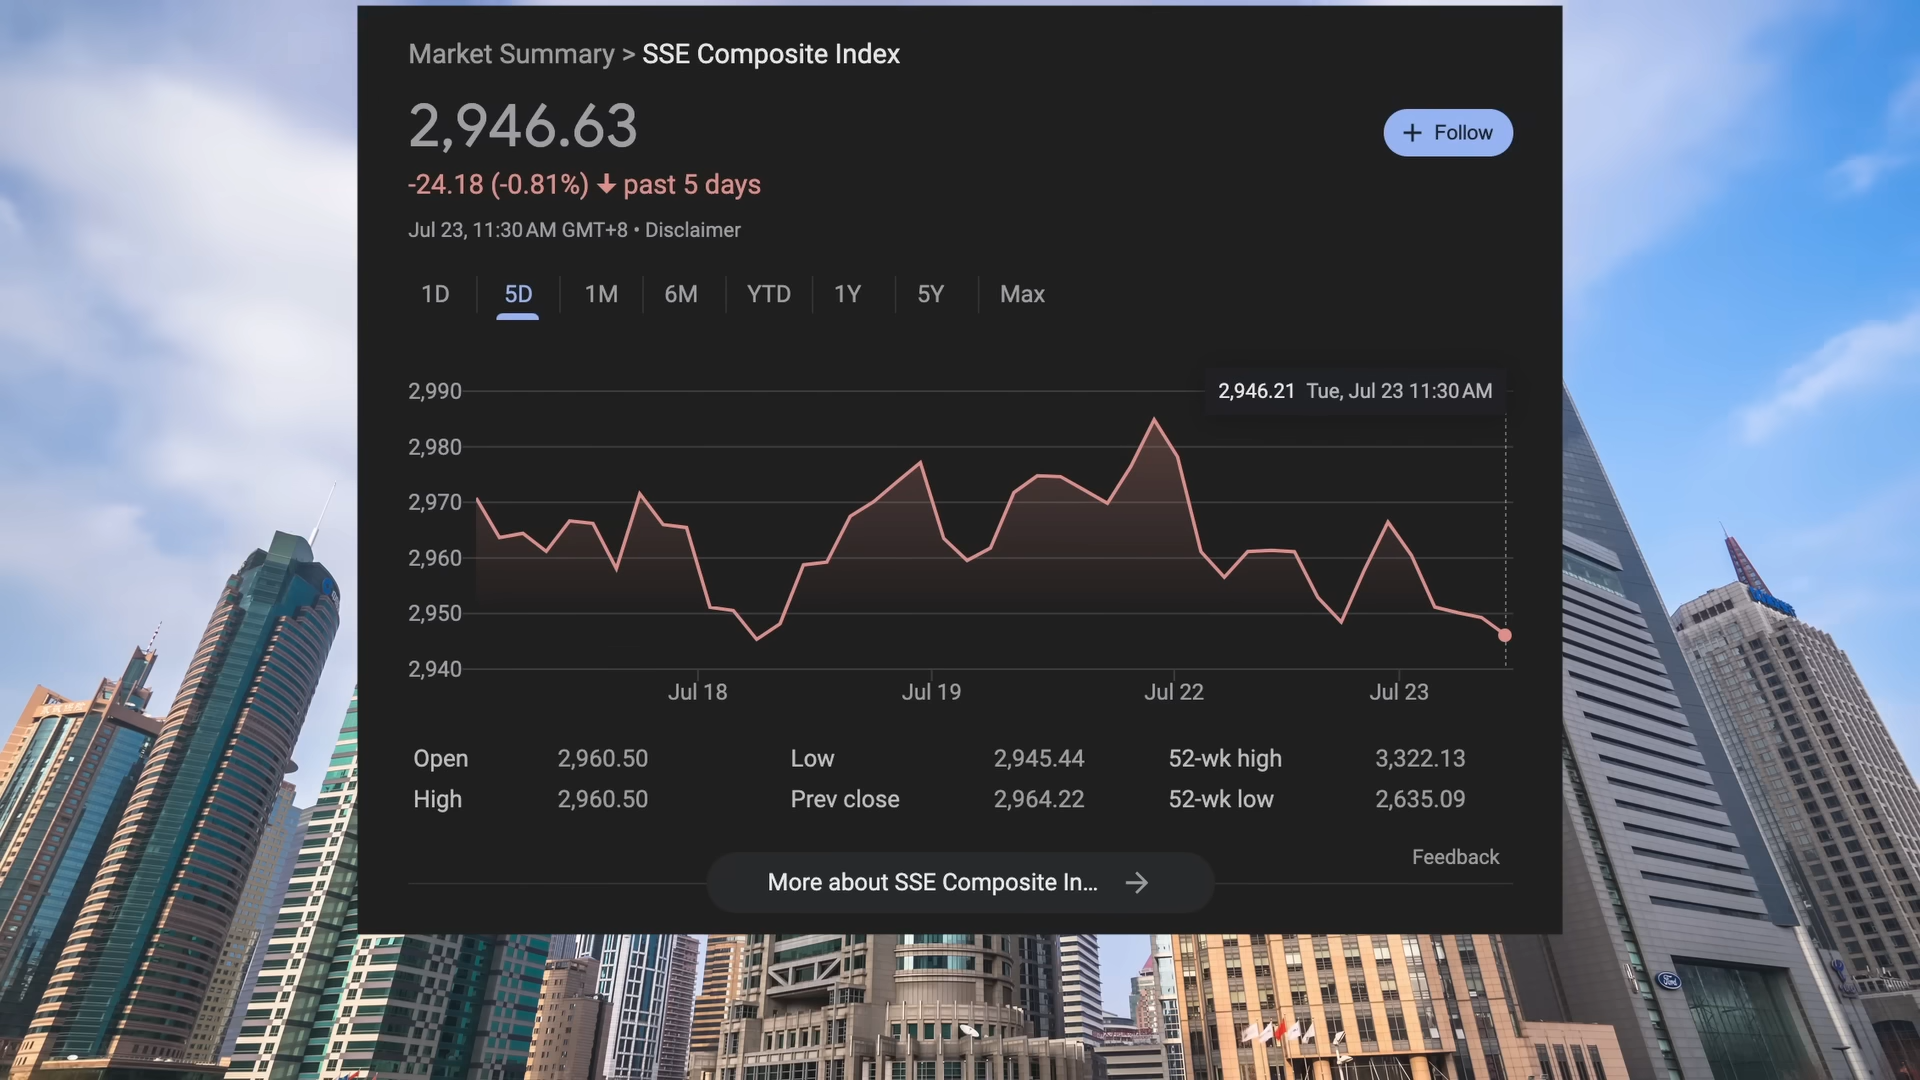 Market Summary > SSE Composite Index
2,946.63
+ Follow
-24.18 (-0.81%) ↓ past 5 days
Jul 23, 11:30 AM GMT+8 • Disclaimer
1D 5D 1M 6M YTD 1Y 5Y Max
2,946.21 Tue, Jul 23 11:30 AM
2,990
2,980
2,970
2,960
2,950
2,940
Jul 18 Jul 19 Jul 22 Jul 23
Open 2,960.50 Low 2,945.44 52-wk high 3,322.13
High 2,960.50 Prev close 2,964.22 52-wk low 2,635.09
Feedback
More about SSE Composite In... →
Ford